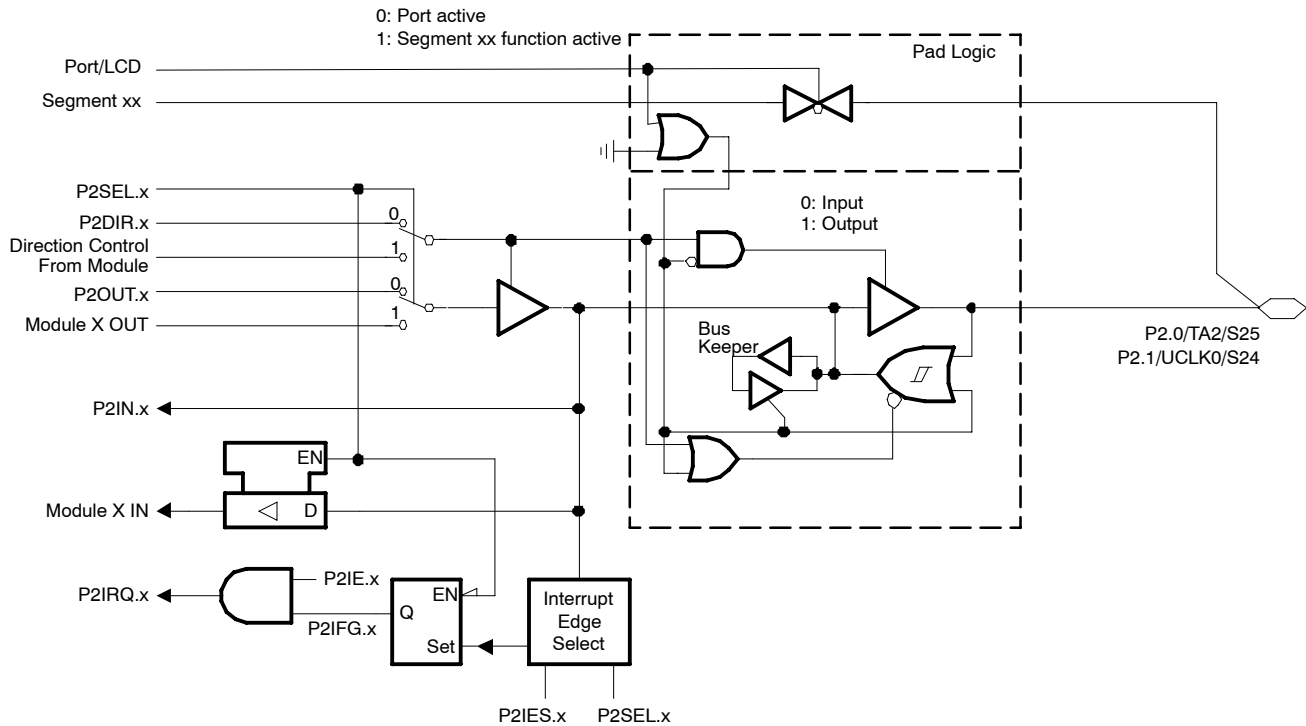 0: Port active
1: Segment xx function active
Pad Logic
Port/LCD
Segment xx
P2SEL.x
P2DIR.x
0
Direction Control
From Module
1
0: Input
1: Output
P2OUT.x
0
Module X OUT
1
Bus
Keeper
P2.0/TA2/S25
P2.1/UCLK0/S24
P2IN.x
EN
Module X IN
D
P2IRQ.x
P2IE.x
P2IFG.x
EN
Q
Set
Interrupt
Edge
Select
P2IES.x
P2SEL.x